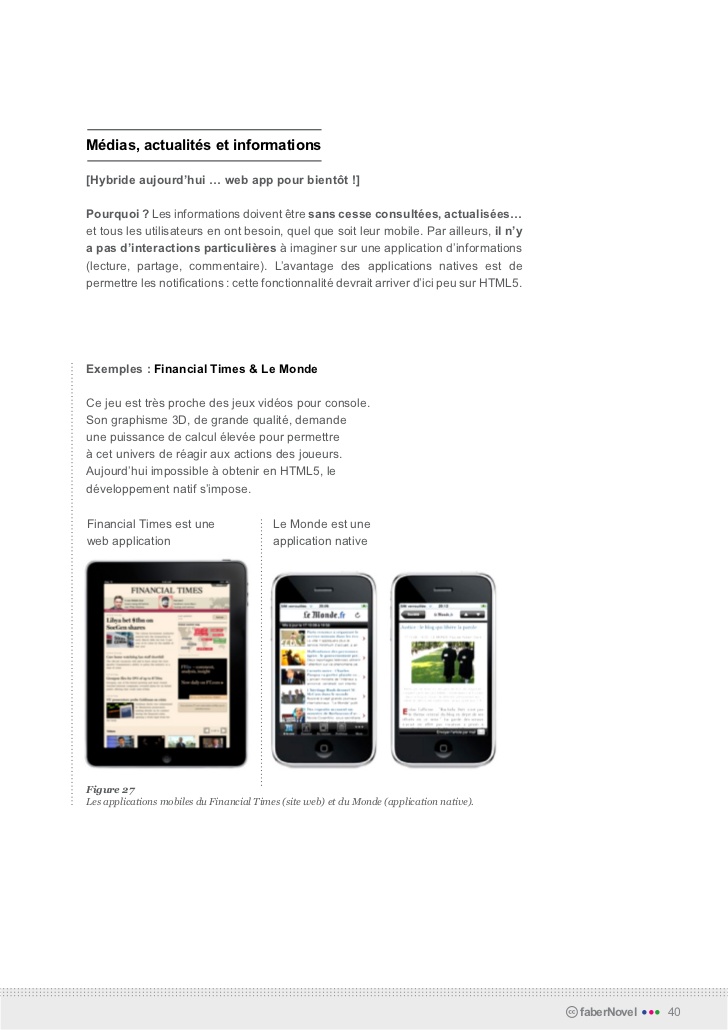 Médias, actualités et informations
[Hybride aujourd’hui … web app pour bientôt !]
Pourquoi ? Les informations doivent être sans cesse consultées, actualisées…
et tous les utilisateurs en ont besoin, quel que soit leur mobile. Par ailleurs, il n’y
a pas d’interactions particulières à imaginer sur une application d’informations
(lecture, partage, commentaire). L’avantage des applications natives est de
permettre les notifications : cette fonctionnalité devrait arriver d’ici peu sur HTML5.
Exemples : Financial Times & Le Monde
Ce jeu est très proche des jeux vidéos pour console.
Son graphisme 3D, de grande qualité, demande
une puissance de calcul élevée pour permettre
à cet univers de réagir aux actions des joueurs.
Aujourd’hui impossible à obtenir en HTML5, le
développement natif s’impose.
Financial Times est une
web application
Le Monde est une
application native
FINANCIAL TIMES
Libya bet $1bn on
SocGen shares
Le Monde.fr
Figure 27
Les applications mobiles du Financial Times (site web) et du Monde (application native).
cc faberNovel 40